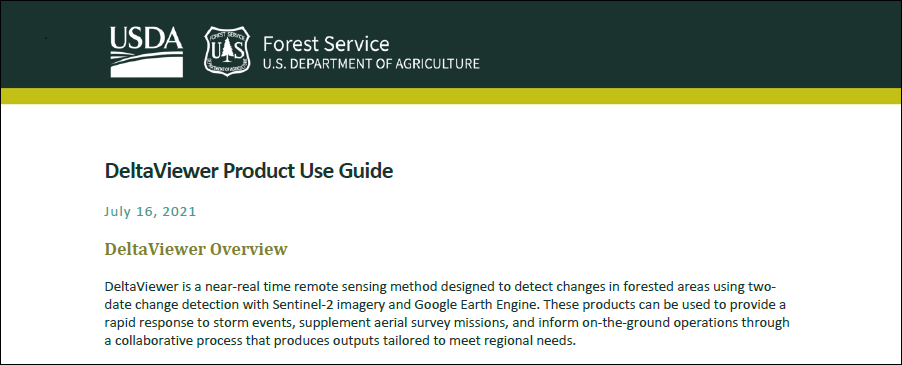 USDA
FOREST SERVICE
U S
DEPARTMENT OF AGRICULTURE
Forest Service
U.S. DEPARTMENT OF AGRICULTURE
DeltaViewer Product Use Guide
July 16, 2021
DeltaViewer Overview
DeltaViewer is a near-real time remote sensing method designed to detect changes in forested areas using two-
date change detection with Sentinel-2 imagery and Google Earth Engine. These products can be used to provide a
rapid response to storm events, supplement aerial survey missions, and inform on-the-ground operations through
a collaborative process that produces outputs tailored to meet regional needs.